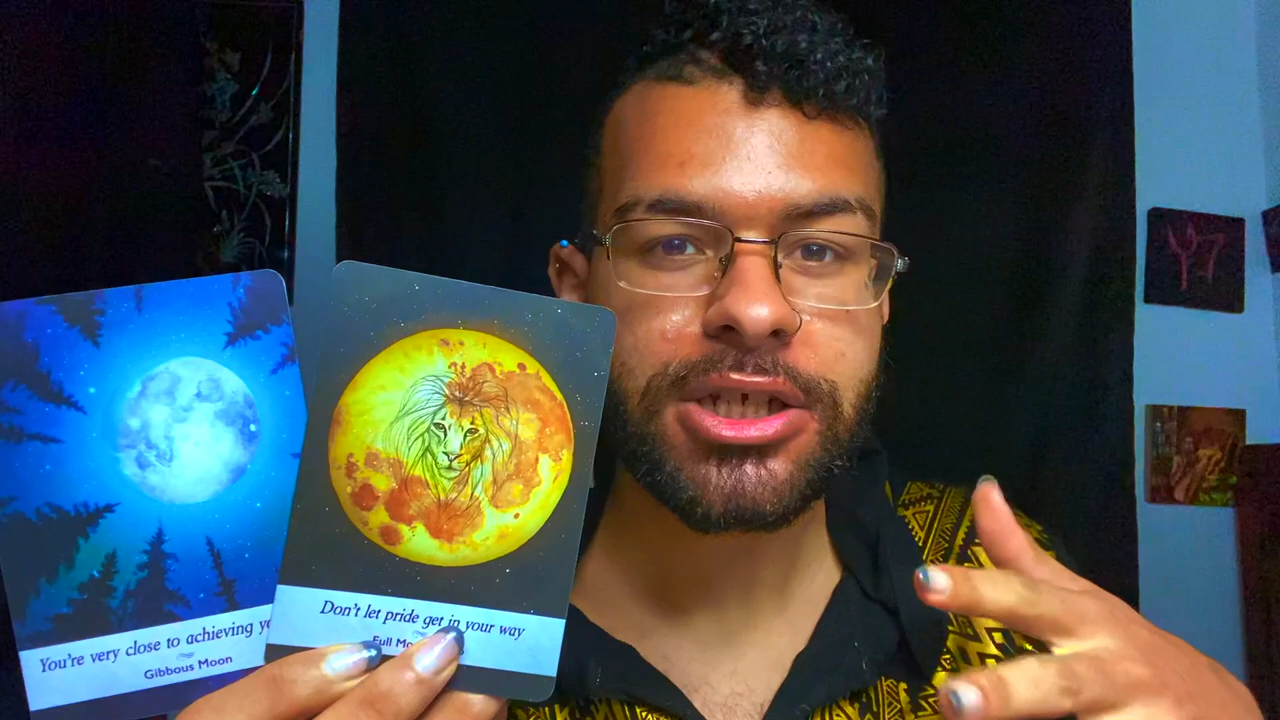 You're very close to achieving
Gibbous Moon
Don't let pride get in your way
Full